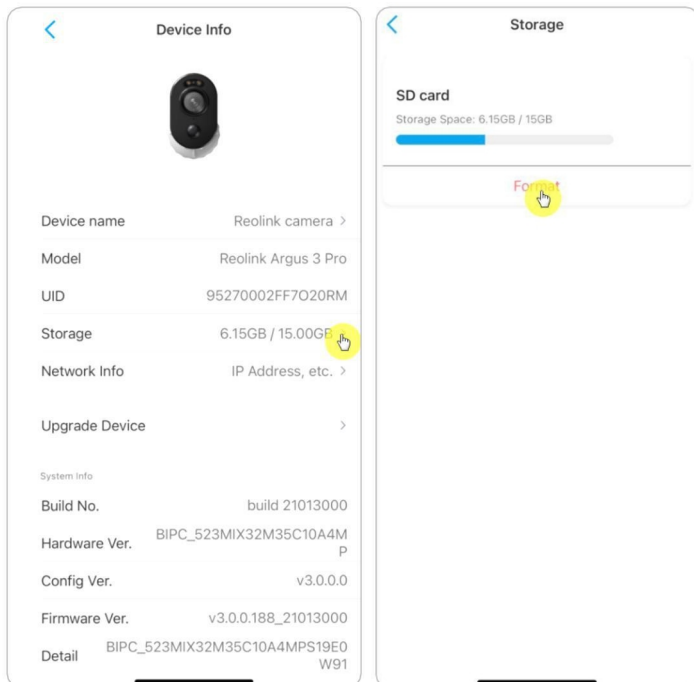 Device Info
Device name
Reolink camera >
Model
Reolink Argus 3 Pro
UID
95270002FF7O20RM
Storage
6.15GB / 15.00GB
Network Info
IP Address, etc. >
Upgrade Device
>
System Info
Build No.
build 21013000
Hardware Ver.
BIPC_523MIX32M35C10A4M
P
Config Ver.
v3.0.0.0
Firmware Ver.
v3.0.0.188_21013000
Detail
BIPC_523MIX32M35C10A4MPS19E0
W91
Storage
SD card
Storage Space: 6.15GB / 15GB
Format